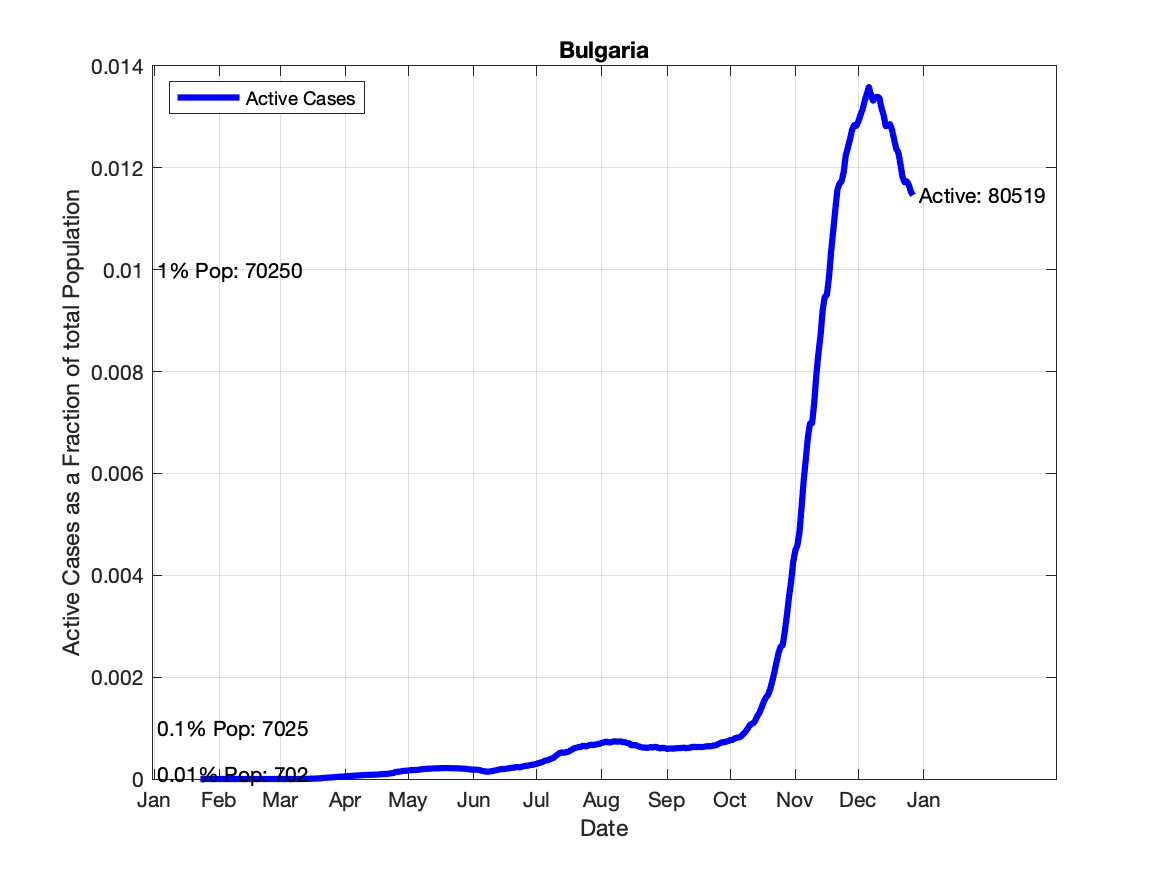 Bulgaria
0.014
Active Cases
0.012
Active: 80519
0.01
1% Pop: 70250
0.008
0.006
0.004
0.002
0.1% Pop: 7025
0
0.01% Pop: 702
Jan Feb Mar Apr May Jun Jul Aug Sep Oct Nov Dec Jan
Date
Active Cases as a Fraction of total Population